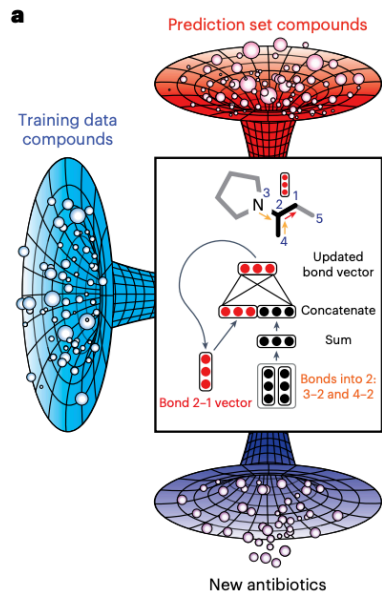 a
Prediction set compounds
Training data
compounds
3
N
2
1
5
4
Updated
bond vector
Concatenate
Sum
Bonds into 2:
3–2 and 4–2
Bond 2–1 vector
New antibiotics